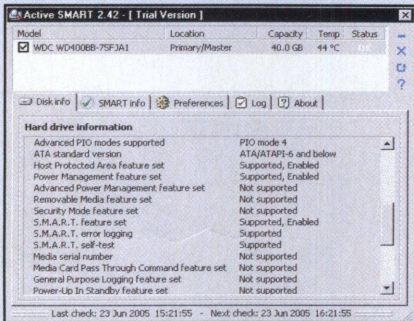 Active SMART 2.42 - [ Trial Version ]
Model Location Capacity Temp Status
WDC WD400BB-75FJA1 Primary/Master 40.0 GB 44 °C OK
Disk info SMART info Preferences Log About
Hard drive information
Advanced PIO modes supported PIO mode 4
ATA standard version ATA/ATAPI-6 and below
Host Protected Area feature set Supported, Enabled
Power Management feature set Supported, Enabled
Advanced Power Management feature set Not supported
Removable Media feature set Not supported
Security Mode feature set Not supported
S.M.A.R.T. feature set Supported, Enabled
S.M.A.R.T. error logging Supported
S.M.A.R.T. self-test Supported
Media serial number Not supported
Media Card Pass Through Command feature set Not supported
General Purpose Logging feature set Not supported
Power-Up In Standby feature set Not supported
Last check: 23 Jun 2005 15:21:55 - Next check: 23 Jun 2005 16:21:55